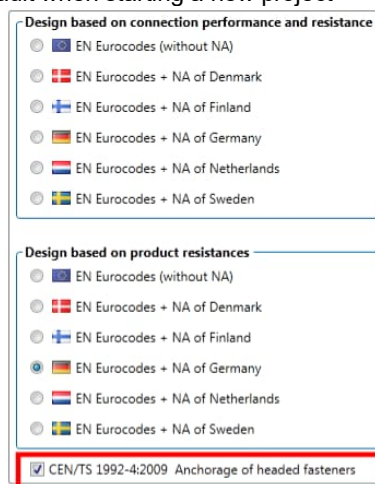 when starting a new project
Design based on connection performance and resistance
EN Eurocodes (without NA)
EN Eurocodes + NA of Denmark
EN Eurocodes + NA of Finland
EN Eurocodes + NA of Germany
EN Eurocodes + NA of Netherlands
EN Eurocodes + NA of Sweden
Design based on product resistances
EN Eurocodes (without NA)
EN Eurocodes + NA of Denmark
EN Eurocodes + NA of Finland
EN Eurocodes + NA of Germany
EN Eurocodes + NA of Netherlands
EN Eurocodes + NA of Sweden
CEN/TS 1992-4:2009 Anchorage of headed fasteners